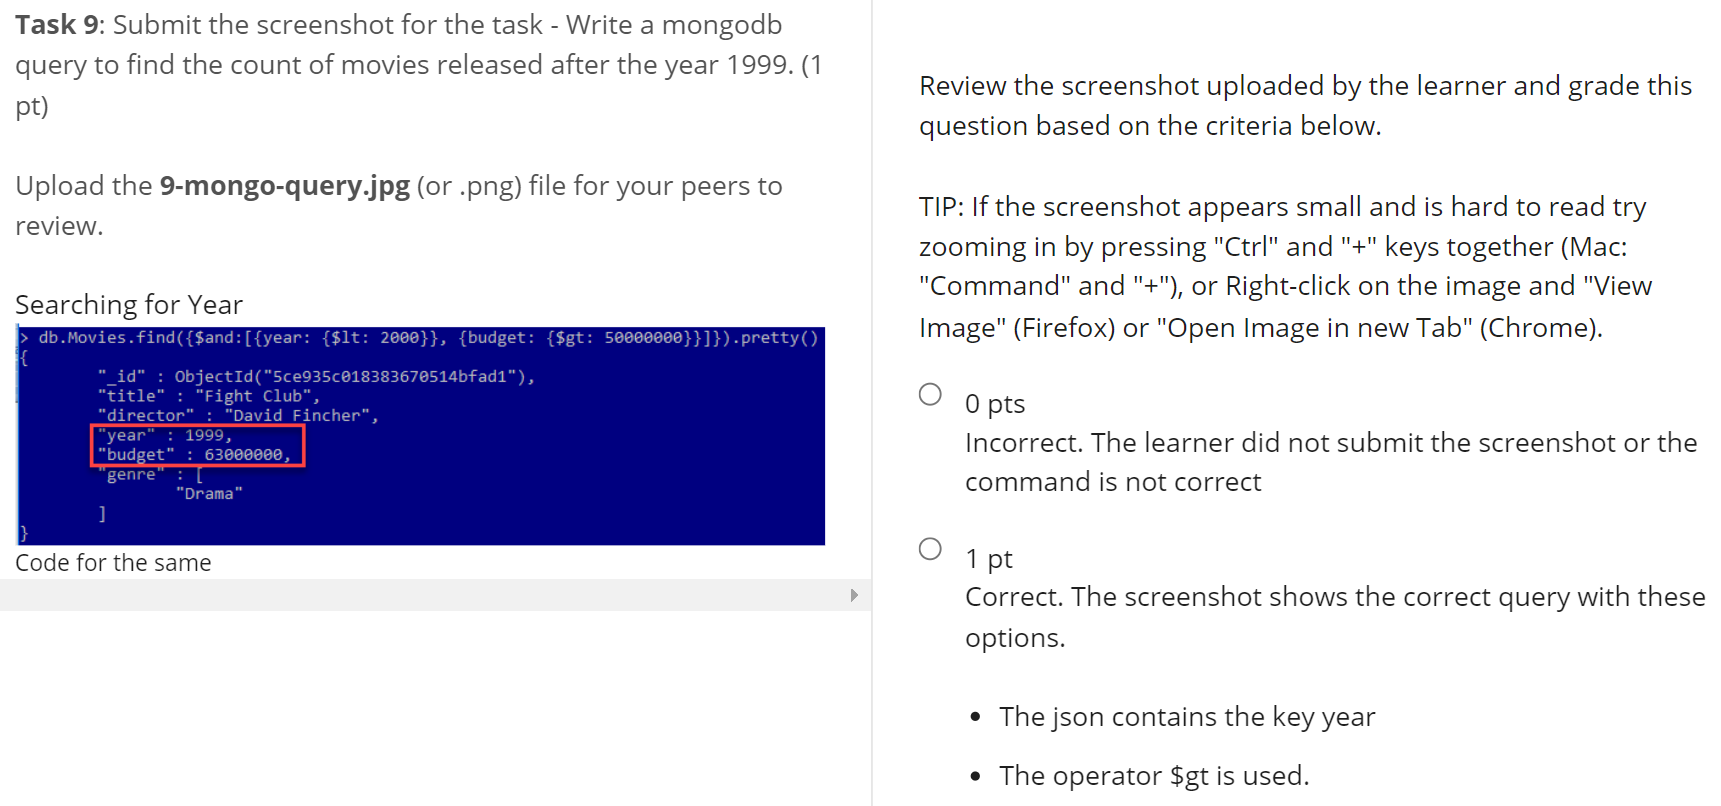 Task 9: Submit the screenshot for the task - Write a mongodb
query to find the count of movies released after the year 1999. (1
pt)
Upload the 9-mongo-query.jpg (or .png) file for your peers to
review.
Searching for Year
> db.Movies.find({$and:[{year: {$lt: 2000}}, {budget: {$gt: 50000000}}]}).pretty()
{
"_id" : ObjectId("5ce935c018383670514bfad1"),
"title" : "Fight Club",
"director" : "David Fincher",
"year" : 1999,
"budget" : 63000000,
"genre" : [
"Drama"
]
}
Code for the same
Review the screenshot uploaded by the learner and grade this
question based on the criteria below.
TIP: If the screenshot appears small and is hard to read try
zooming in by pressing "Ctrl" and "+" keys together (Mac:
"Command" and "+"), or Right-click on the image and "View
Image" (Firefox) or "Open Image in new Tab" (Chrome).
0 pts
Incorrect. The learner did not submit the screenshot or the
command is not correct
1 pt
Correct. The screenshot shows the correct query with these
options.
• The json contains the key year
• The operator $gt is used.